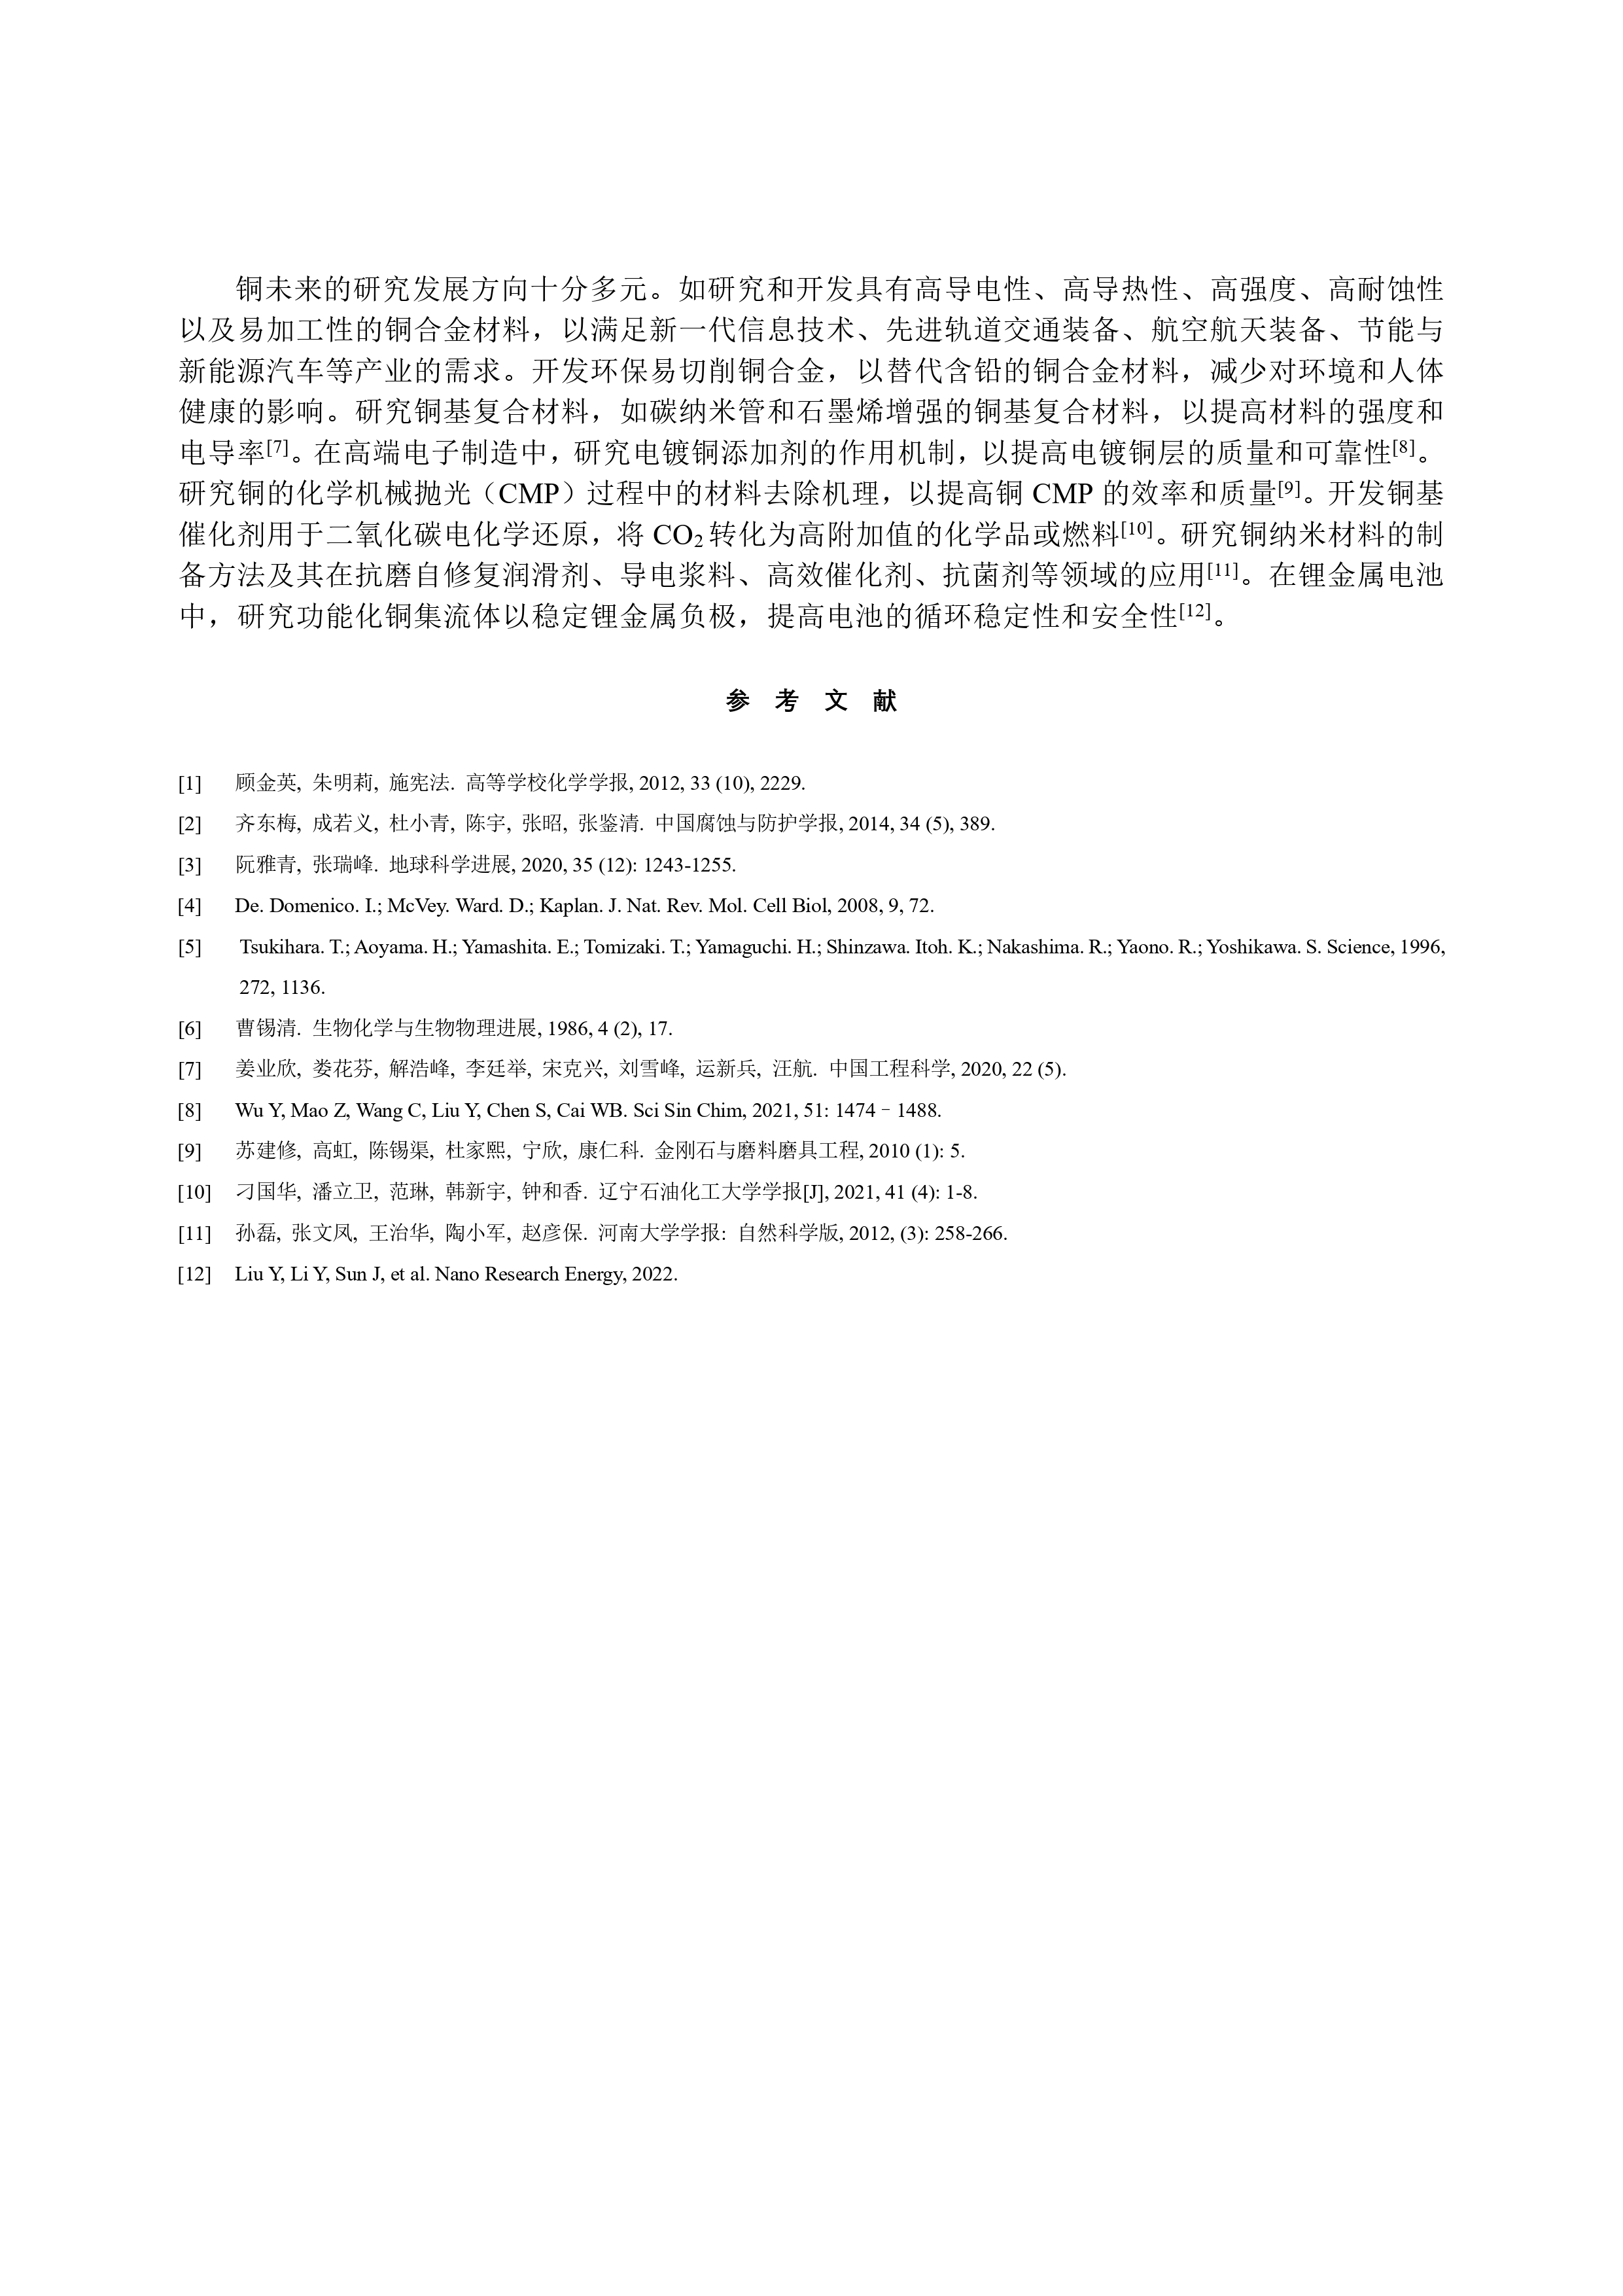 铜未来的研究发展方向十分多元。如研究和开发具有高导电性、高导热性、高强度、高耐蚀性
以及易加工性的铜合金材料，以满足新一代信息技术、先进轨道交通装备、航空航天装备、节能与
新能源汽车等产业的需求。开发环保易切削铜合金，以替代含铅的铜合金材料，减少对环境和人体
健康的影响。研究铜基复合材料，如碳纳米管和石墨烯增强的铜基复合材料，以提高材料的强度和
电导率[7]。在高端电子制造中，研究电镀铜添加剂的作用机制，以提高电镀铜层的质量和可靠性[8]。
研究铜的化学机械抛光（CMP）过程中的材料去除机理，以提高铜 CMP 的效率和质量[9]。开发铜基
催化剂用于二氧化碳电化学还原，将 CO2 转化为高附加值的化学品或燃料[10]。研究铜纳米材料的制
备方法及其在抗磨自修复润滑剂、导电浆料、高效催化剂、抗菌剂等领域的应用[11]。在锂金属电池
中，研究功能化铜集流体以稳定锂金属负极，提高电池的循环稳定性和安全性[12]。
参 考 文 献
[1] 顾金英, 朱明莉, 施宪法. 高等学校化学学报, 2012, 33 (10), 2229.
[2] 齐东梅, 成若义, 杜小青, 陈宇, 张昭, 张鉴清. 中国腐蚀与防护学报, 2014, 34 (5), 389.
[3] 阮雅青, 张瑞峰. 地球科学进展, 2020, 35 (12): 1243-1255.
[4] De. Domenico. I.; McVey. Ward. D.; Kaplan. J. Nat. Rev. Mol. Cell Biol, 2008, 9, 72.
[5] Tsukihara. T.; Aoyama. H.; Yamashita. E.; Tomizaki. T.; Yamaguchi. H.; Shinzawa. Itoh. K.; Nakashima. R.; Yaono. R.; Yoshikawa. S. Science, 1996,
272, 1136.
[6] 曹锡清. 生物化学与生物物理进展, 1986, 4 (2), 17.
[7] 姜业欣, 娄花芬, 解浩峰, 李廷举, 宋克兴, 刘雪峰, 运新兵, 汪航. 中国工程科学, 2020, 22 (5).
[8] Wu Y, Mao Z, Wang C, Liu Y, Chen S, Cai WB. Sci Sin Chim, 2021, 51: 1474–1488.
[9] 苏建修, 高虹, 陈锡渠, 杜家熙, 宁欣, 康仁科. 金刚石与磨料磨具工程, 2010 (1): 5.
[10] 刁国华, 潘立卫, 范琳, 韩新宇, 钟和香. 辽宁石油化工大学学报[J], 2021, 41 (4): 1-8.
[11] 孙磊, 张文凤, 王治华, 陶小军, 赵彦保. 河南大学学报: 自然科学版, 2012, (3): 258-266.
[12] Liu Y, Li Y, Sun J, et al. Nano Research Energy, 2022.